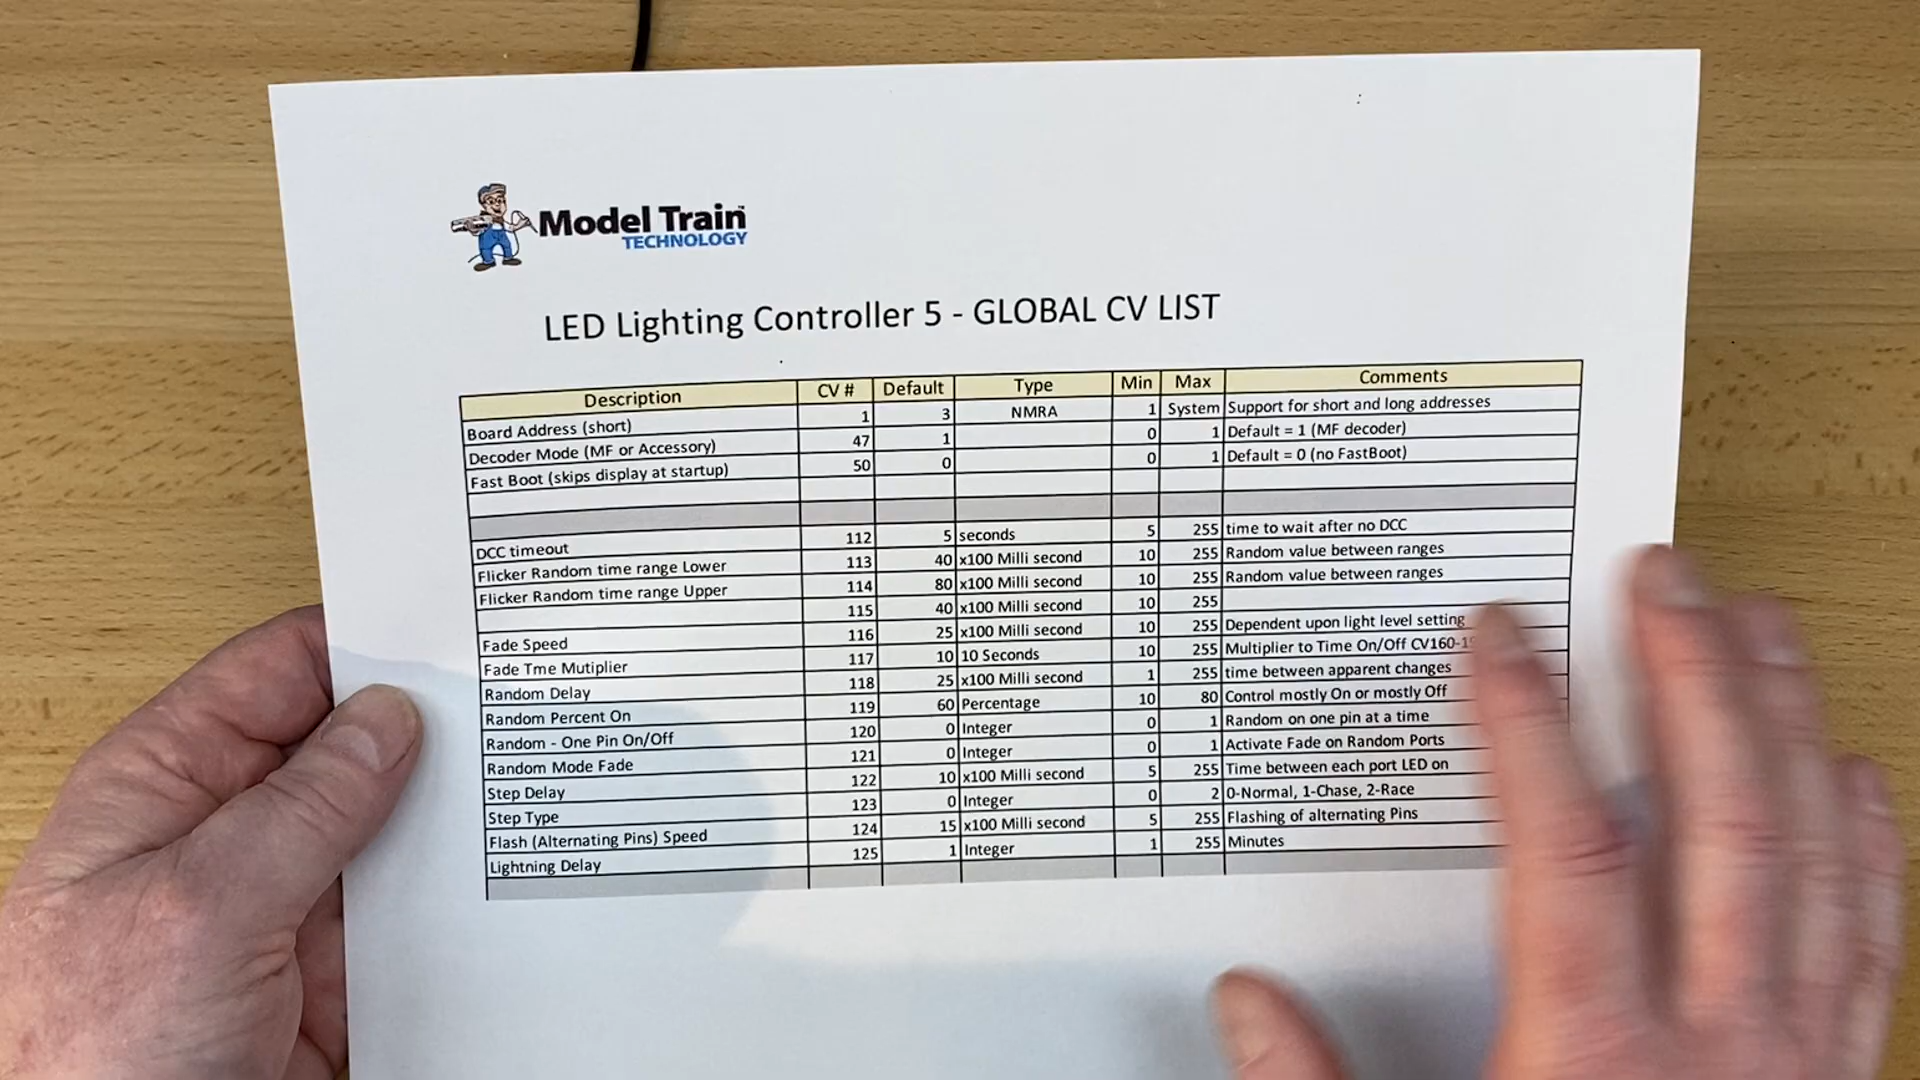 Model Train
TECHNOLOGY
LED Lighting Controller 5 - GLOBAL CV LIST
Description CV # Default Type Min Max Comments
Board Address (short) 1 3 NMRA 1 System Support for short and long addresses
Decoder Mode (MF or Accessory) 47 1 0 1 Default = 1 (MF decoder)
Fast Boot (skips display at startup) 50 0 0 1 Default = 0 (no FastBoot)
DCC timeout 112 5 seconds 5 255 time to wait after no DCC
Flicker Random time range Lower 113 40 x100 Milli second 10 255 Random value between ranges
Flicker Random time range Upper 114 80 x100 Milli second 10 255 Random value between ranges
115 40 x100 Milli second 10 255
Fade Speed 116 25 x100 Milli second 10 255 Dependent upon light level setting
Fade Tme Mutiplier 117 10 10 Seconds 10 255 Multiplier to Time On/Off
Random Delay 118 25 x100 Milli second 1 255 time between apparent changes
Random Percent On 119 60 Percentage 10 80 Control mostly On or mostly Off
Random - One Pin On/Off 120 0 Integer 0 1 Random on one pin at a time
Random Mode Fade 121 0 Integer 0 1 Activate Fade on Random Ports
Step Delay 122 10 x100 Milli second 5 255 Time between each port LED on
Step Type 123 0 Integer 0 2 0-Normal, 1-Chase, 2-Race
Flash (Alternating Pins) Speed 124 15 x100 Milli second 5 255 Flashing of alternating Pins
Lightning Delay 125 1 Integer 1 255 Minutes